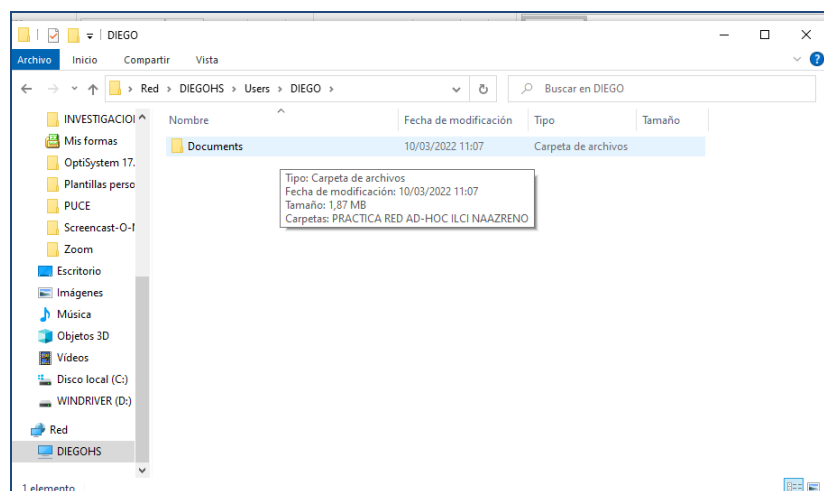 DIEGO
Archivo Inicio Compartir Vista
Red > DIEGOHS > Users > DIEGO >
Buscar en DIEGO
INVESTIGACIO
Mis formas
OptiSystem 17.
Plantillas perso
PUCE
Screencast-O-M
Zoom
Escritorio
Imágenes
Música
Objetos 3D
Vídeos
Disco local (C:)
WINDRIVER (D:)
Red
DIEGOHS
Nombre Fecha de modificación Tipo Tamaño
Documents 10/03/2022 11:07 Carpeta de archivos
Tipo: Carpeta de archivos
Fecha de modificación: 10/03/2022 11:07
Tamaño: 1,87 MB
Carpetas: PRACTICA RED AD-HOC ILCI NAAZRENO
1 elemento